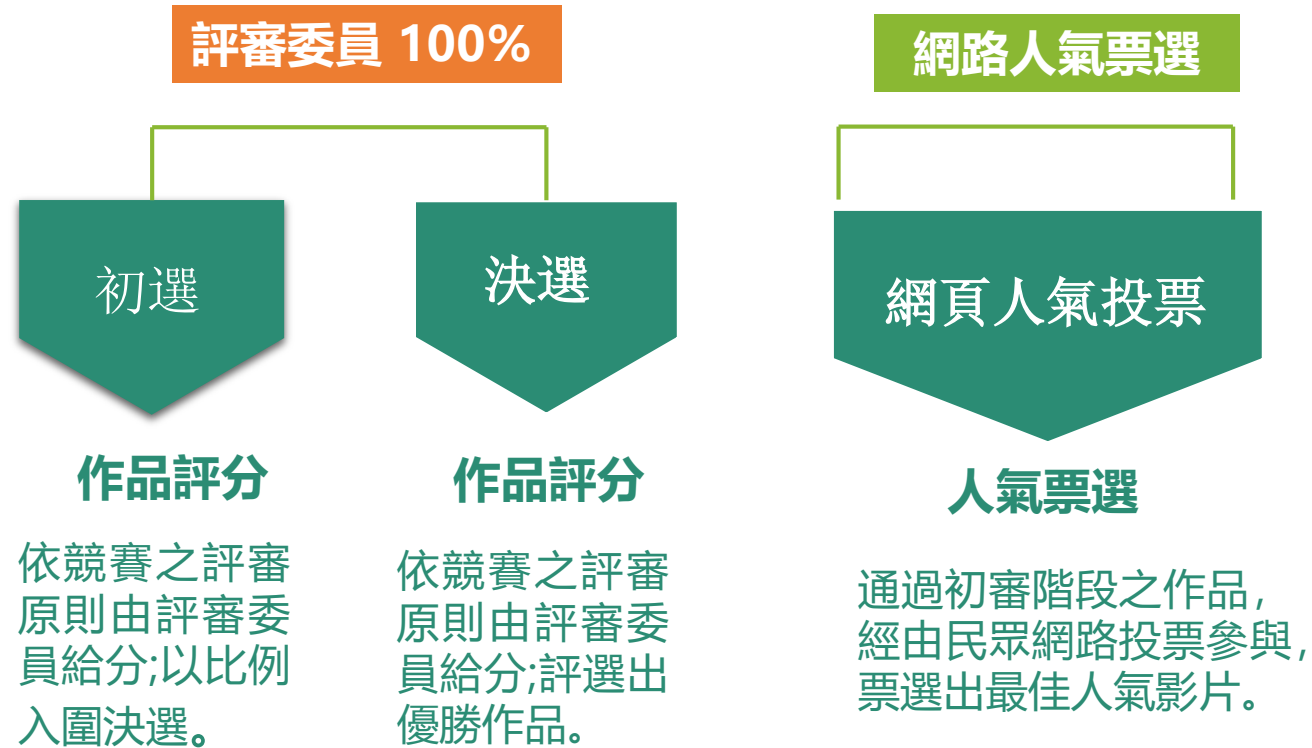 評審委員 100%
網路人氣票選
初選
決選
網頁人氣投票
作品評分
依競賽之評審
原則由評審委
員給分;以比例
入圍決選。
作品評分
依競賽之評審
原則由評審委
員給分;評選出
優勝作品。
人氣票選
通過初審階段之作品，
經由民眾網路投票參與，
票選出最佳人氣影片。